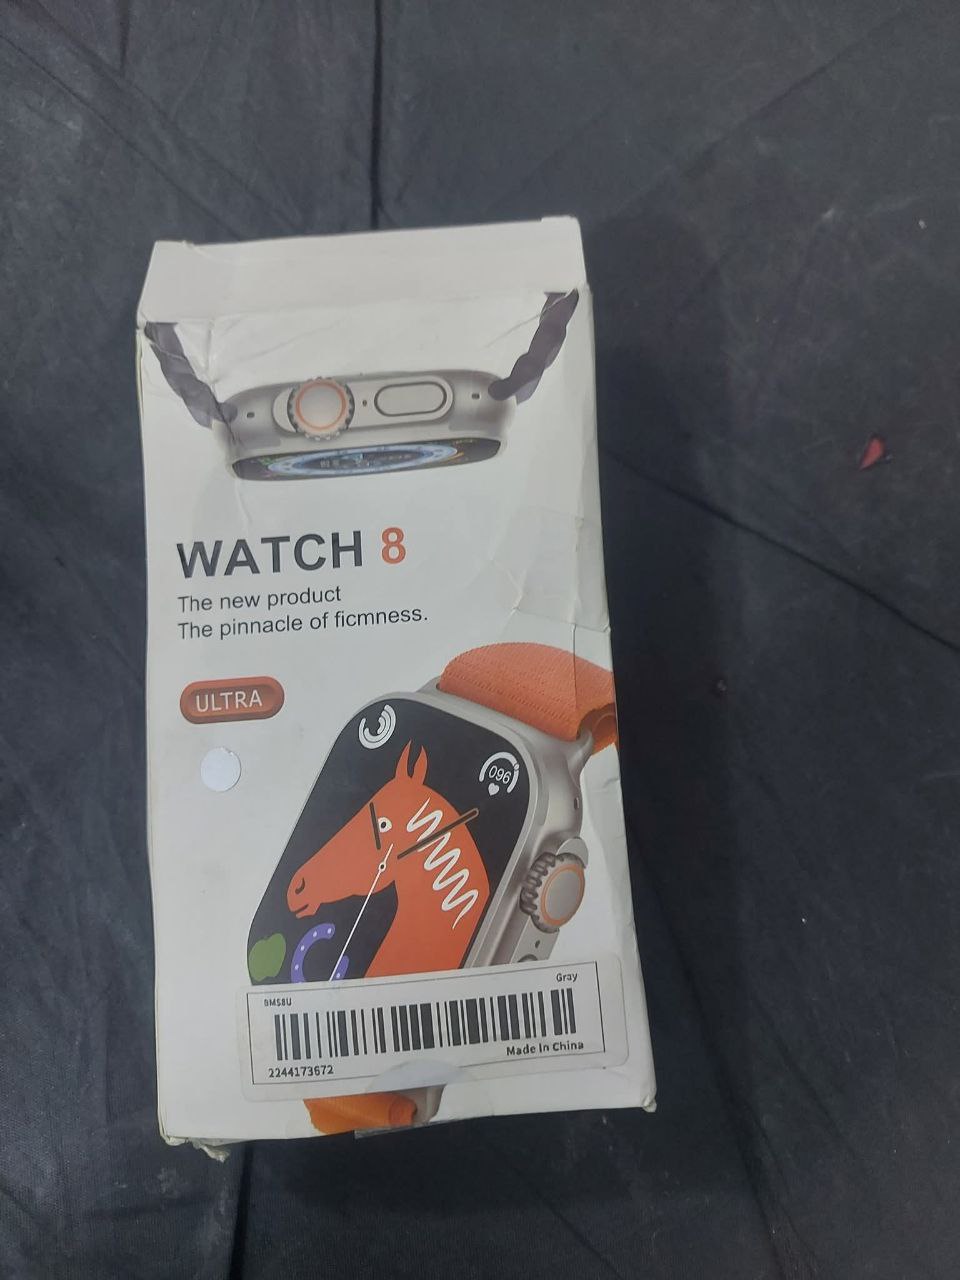 WATCH 8
The new product
The pinnacle of ficmness.
ULTRA
096
BMS8U
Gray
Made In China
2244173672